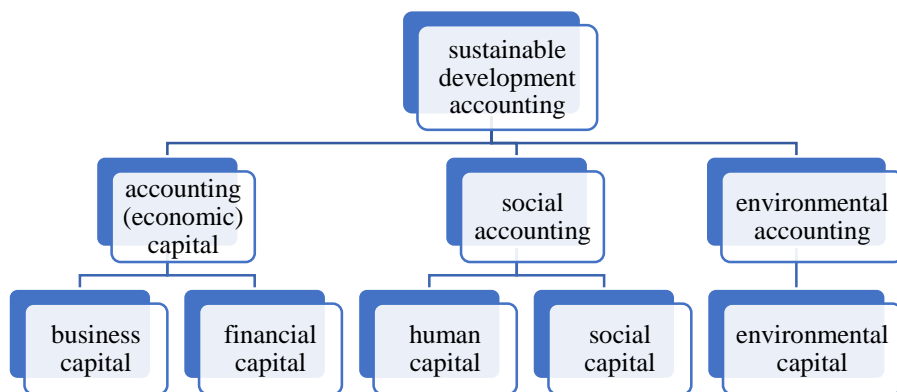 sustainable
development
accounting
accounting
(economic)
capital
social
accounting
environmental
accounting
business
capital
financial
capital
human
capital
social
capital
environmental
capital